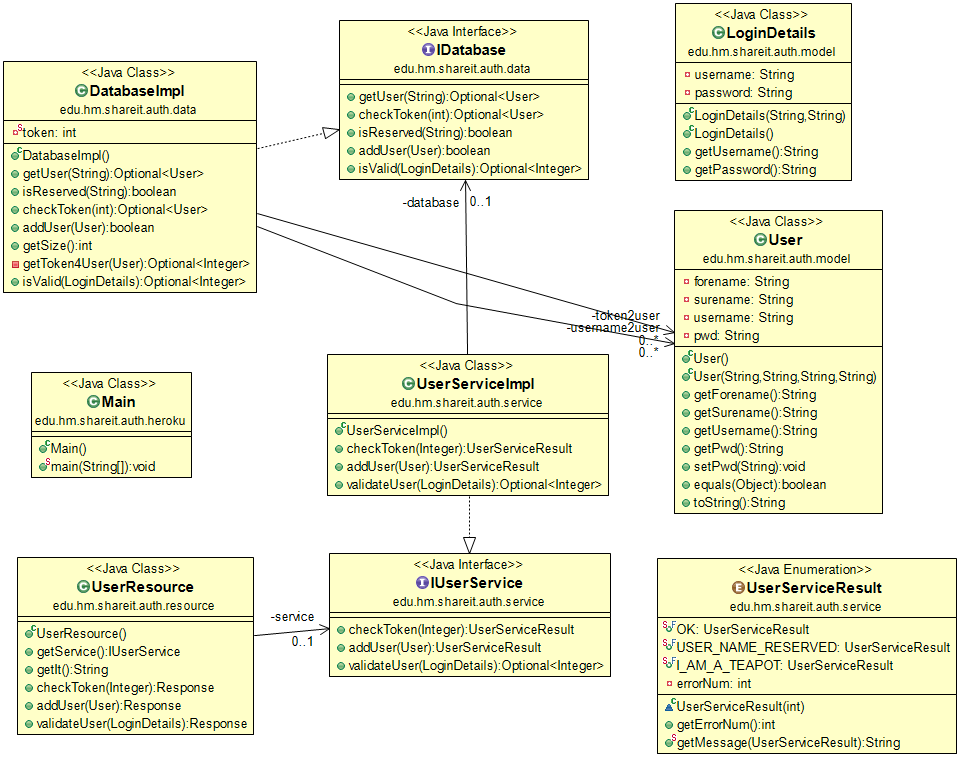 <<Java Class>>
DatabaseImpl
edu.hm.shareit.auth.data
token: int
DatabaseImpl()
getUser(String):Optional<User>
isReserved(String):boolean
checkToken(int):Optional<User>
addUser(User):boolean
getSize():int
getToken4User(User):Optional<Integer>
isValid(LoginDetails):Optional<Integer>
<<Java Interface>>
IDatabase
edu.hm.shareit.auth.data
getUser(String):Optional<User>
checkToken(int):Optional<User>
isReserved(String):boolean
addUser(User):boolean
isValid(LoginDetails):Optional<Integer>
<<Java Class>>
LoginDetails
edu.hm.shareit.auth.model
username: String
password: String
LoginDetails(String,String)
LoginDetails()
getUsername():String
getPassword():String
-database 0..1
<<Java Class>>
User
edu.hm.shareit.auth.model
forename: String
surename: String
username: String
pwd: String
User()
User(String,String,String,String)
getForename():String
getSurename():String
getUsername():String
getPwd():String
setPwd(String):void
equals(Object):boolean
toString():String
-token2user
-username2user
0..*
0..*
<<Java Class>>
Main
edu.hm.shareit.auth.heroku
Main()
main(String[]):void
<<Java Class>>
UserServiceImpl
edu.hm.shareit.auth.service
UserServiceImpl()
checkToken(Integer):UserServiceResult
addUser(User):UserServiceResult
validateUser(LoginDetails):Optional<Integer>
<<Java Class>>
UserResource
edu.hm.shareit.auth.resource
UserResource()
getService():IUserService
getIt():String
checkToken(Integer):Response
addUser(User):Response
validateUser(LoginDetails):Response
-service
0..1
<<Java Interface>>
IUserService
edu.hm.shareit.auth.service
checkToken(Integer):UserServiceResult
addUser(User):UserServiceResult
validateUser(LoginDetails):Optional<Integer>
<<Java Enumeration>>
UserServiceResult
edu.hm.shareit.auth.service
OK: UserServiceResult
USER_NAME_RESERVED: UserServiceResult
I_AM_A_TEAPOT: UserServiceResult
errorNum: int
UserServiceResult(int)
getErrorNum():int
getMessage(UserServiceResult):String